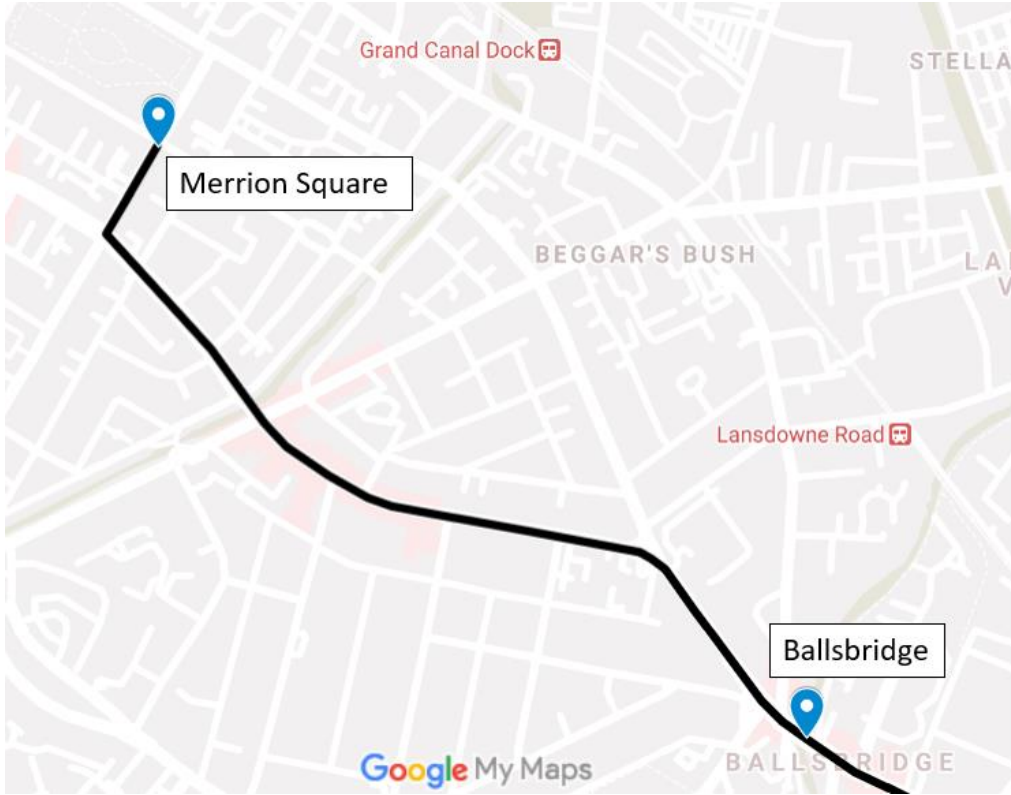 Grand Canal Dock
STELLA
Merrion Square
BEGGAR'S BUSH
LA
V
Lansdowne Road
Ballsbridge
BALLSBRIDGE
Google My Maps